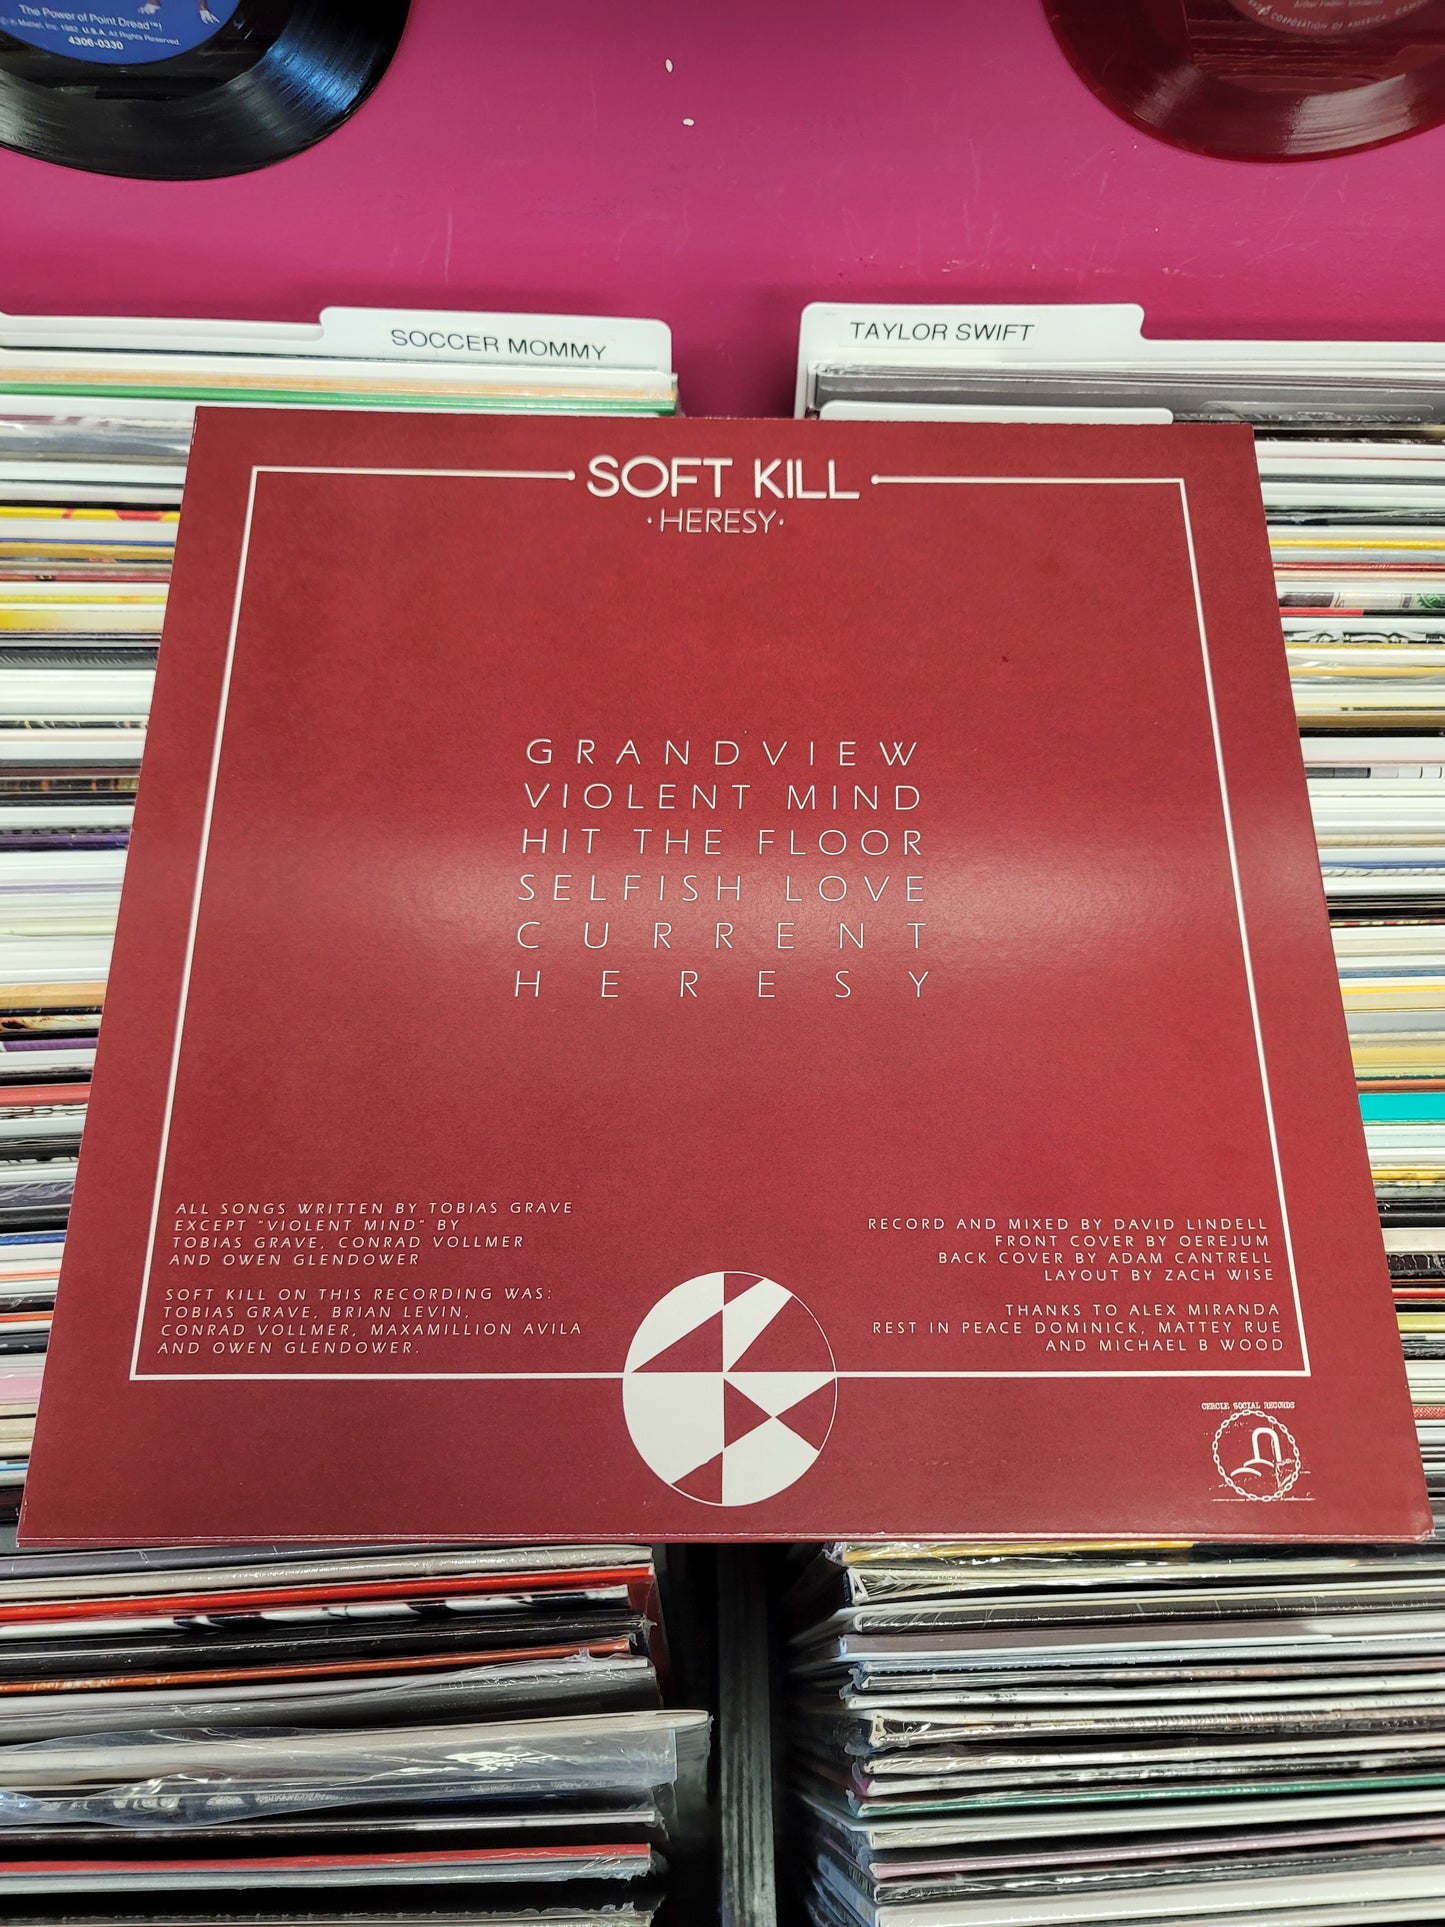 The Power of Point Dread™!
© Mattel, Inc. 1982. U.S.A. All Rights Reserved.
4306-0330
CORPORATION OF AMERICA, CAMD
SOCCER MOMMY
TAYLOR SWIFT
SOFT KILL
·HERESY·
GRANDVIEW
VIOLENT MIND
HIT THE FLOOR
SELFISH LOVE
CURRENT
HERESY
ALL SONGS WRITTEN BY TOBIAS GRAVE
EXCEPT "VIOLENT MIND" BY
TOBIAS GRAVE, CONRAD VOLLMER
AND OWEN GLENDOWER
SOFT KILL ON THIS RECORDING WAS:
TOBIAS GRAVE, BRIAN LEVIN,
CONRAD VOLLMER, MAXAMILLION AVILA
AND OWEN GLENDOWER.
RECORD AND MIXED BY DAVID LINDELL
FRONT COVER BY OEREJUM
BACK COVER BY ADAM CANTRELL
LAYOUT BY ZACH WISE
THANKS TO ALEX MIRANDA
REST IN PEACE DOMINICK, MATTEY RUE
AND MICHAEL B WOOD
CERCLE SOCIAL RECORDS